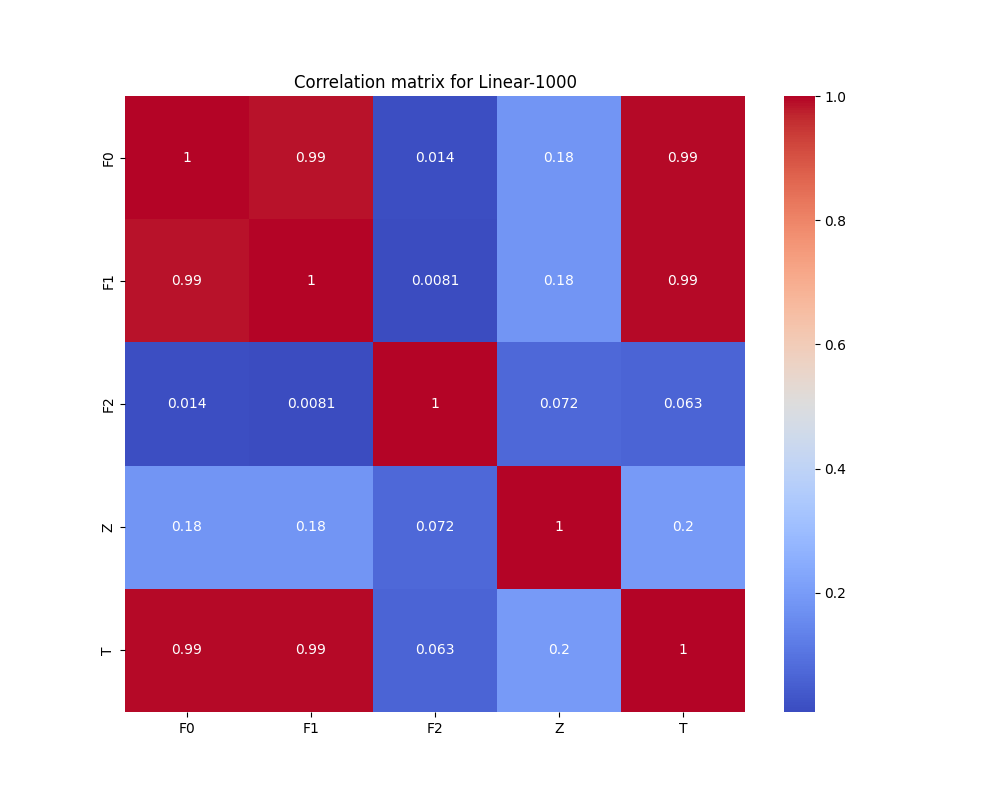 Correlation matrix for Linear-1000
F0 1 0.99 0.014 0.18 0.99
F1 0.99 1 0.0081 0.18 0.99
F2 0.014 0.0081 1 0.072 0.063
Z 0.18 0.18 0.072 1 0.2
T 0.99 0.99 0.063 0.2 1
F0 F1 F2 Z T
1.0
0.8
0.6
0.4
0.2